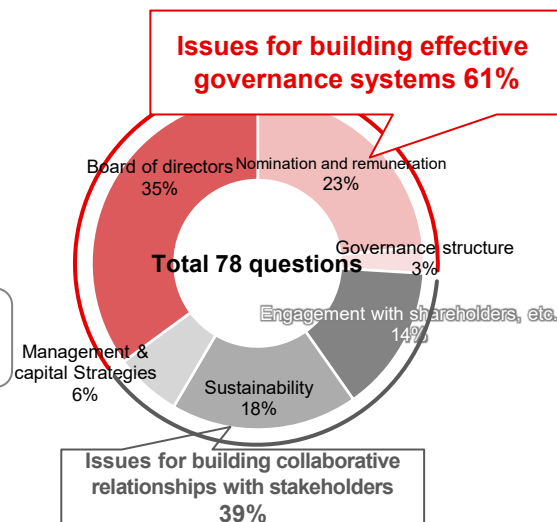 Issues for building effective
governance systems 61%
Board of directors
35%
Nomination and remuneration
23%
Governance structure
3%
Total 78 questions
Engagement with shareholders, etc.
14%
Management &
capital Strategies
6%
Sustainability
18%
Issues for building collaborative
relationships with stakeholders
39%